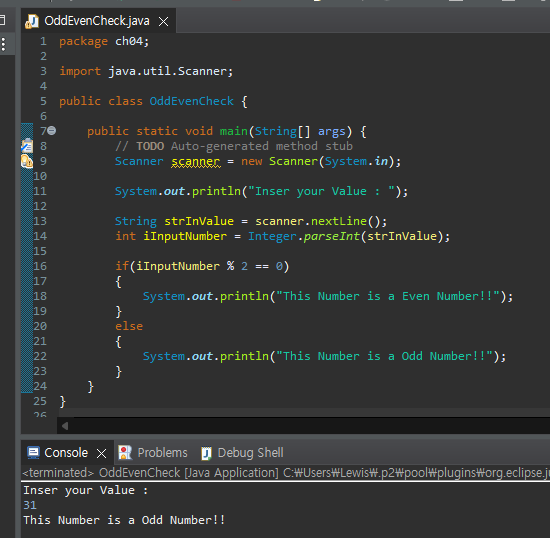 OddEvenCheck.java
1 package ch04;
2
3 import java.util.Scanner;
4
5 public class OddEvenCheck {
6
7 public static void main(String[] args) {
8 // TODO Auto-generated method stub
9 Scanner scanner = new Scanner(System.in);
10
11 System.out.println("Inser your Value : ");
12
13 String strInValue = scanner.nextLine();
14 int iInputNumber = Integer.parseInt(strInValue);
15
16 if(iInputNumber % 2 == 0)
17 {
18 System.out.println("This Number is a Even Number!!");
19 }
20 else
21 {
22 System.out.println("This Number is a Odd Number!!");
23 }
24 }
25 }
26
Console Problems Debug Shell
<terminated> OddEvenCheck [Java Application] C:₩Users₩Lewis₩.p2₩pool₩plugins₩org.eclipse.ju
Inser your Value :
31
This Number is a Odd Number!!